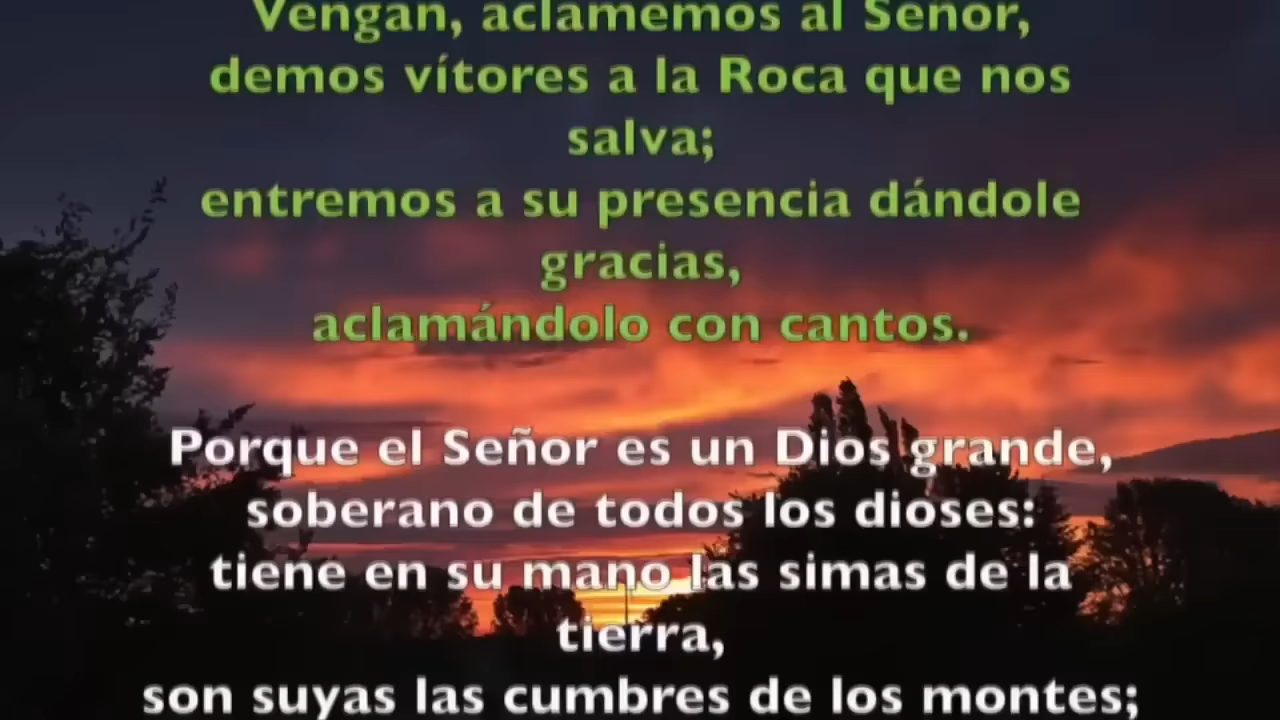 Vengan, aclamemos al Señor,
demos vítores a la Roca que nos
salva;
entremos a su presencia dándole
gracias,
aclamándolo con cantos.
Porque el Señor es un Dios grande,
soberano de todos los dioses:
tiene en su mano las simas de la
tierra,
son suyas las cumbres de los montes;